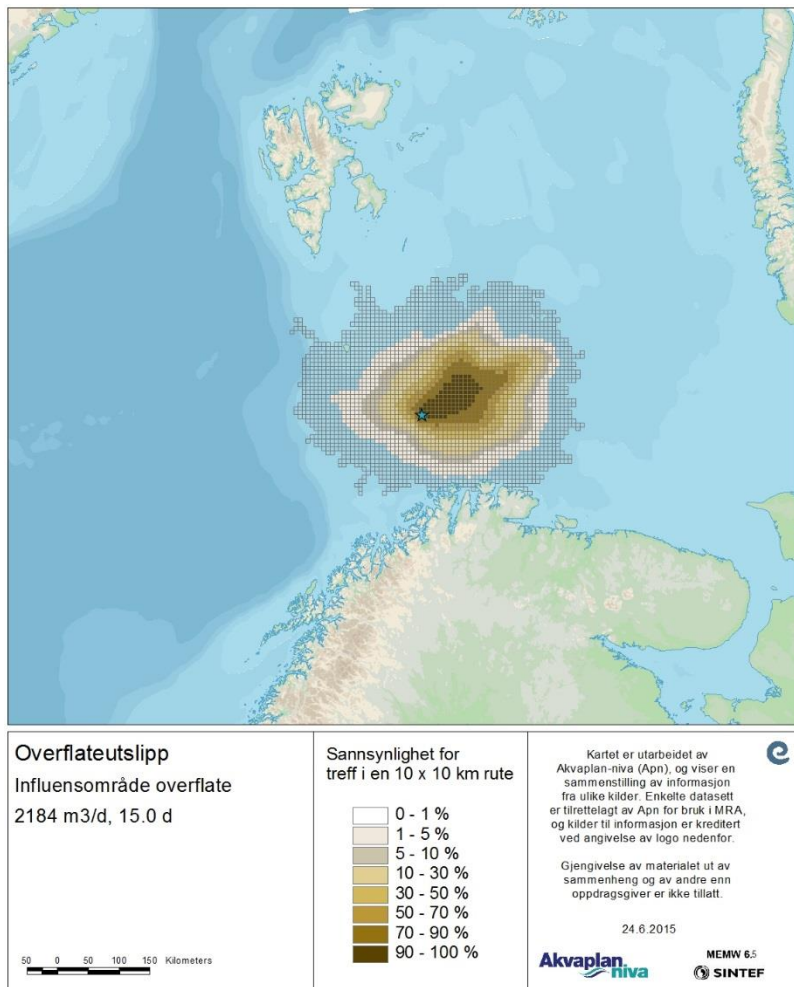 Overflateutslipp
Influensområde overflate
2184 m3/d, 15.0 d
50 0 50 100 150 Kilometers
Sannsynlighet for
treff i en 10 x 10 km rute
0 - 1 %
1 - 5 %
5 - 10 %
10 - 30 %
30 - 50 %
50 - 70 %
70 - 90 %
90 - 100 %
Kartet er utarbeidet av
Akvaplan-niva (Apn), og viser en
sammenstilling av informasjon
fra ulike kilder. Enkelte datasett
er tilrettelagt av Apn for bruk i MRA,
og kilder til informasjon er kreditert
ved angivelse av logo nedenfor.
Gjengivelse av materialet ut av
sammenheng og av andre enn
oppdragsgiver er ikke tillatt.
24.6.2015
Akvaplan
niva
MEMW 6.5
SINTEF